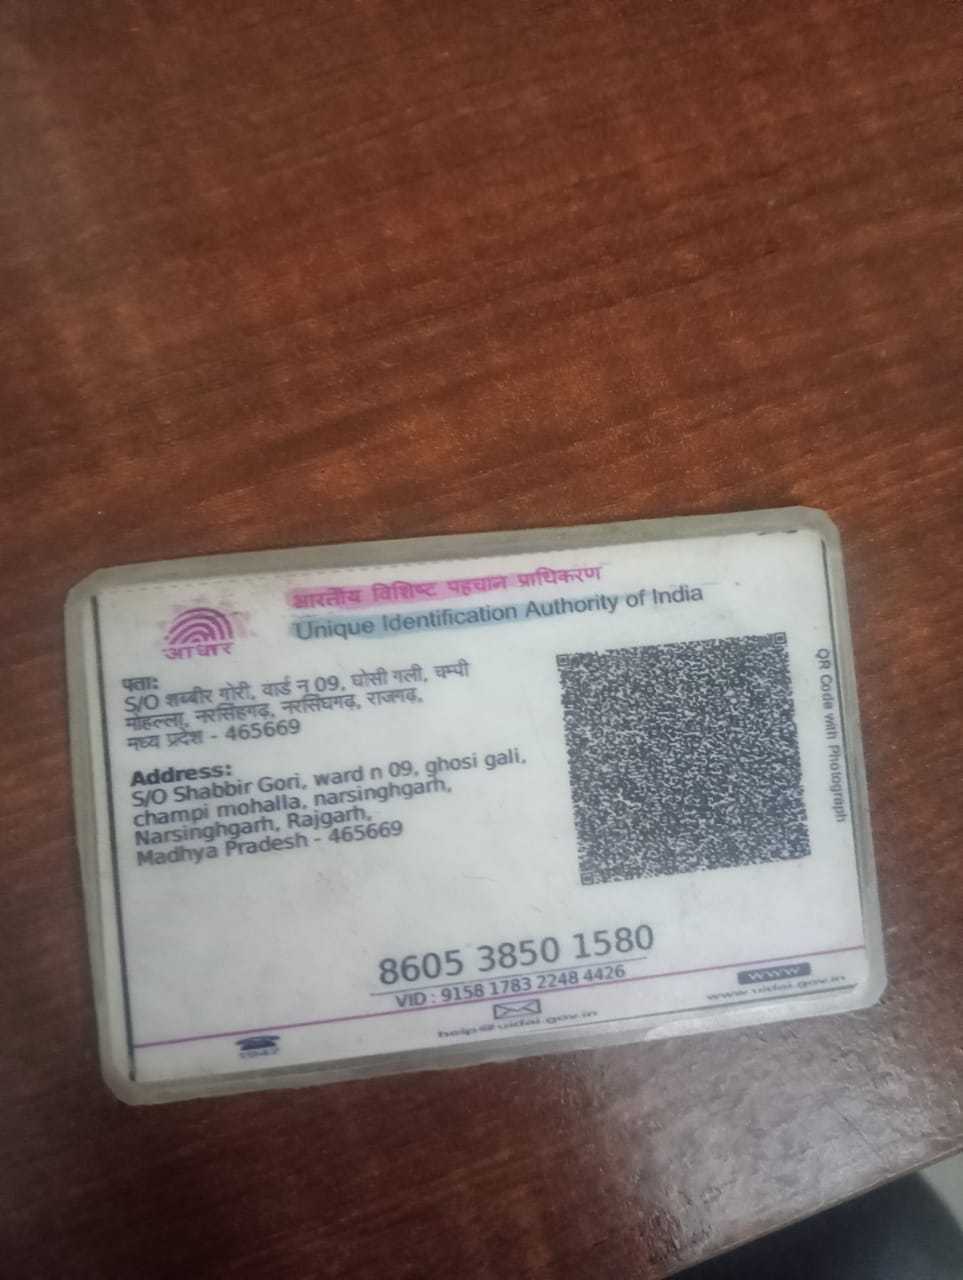 भारतीय विशिष्ट पहचान प्राधिकरण
Unique Identification Authority of India
आधार
पता:
S/O शब्बीर गोरी, वार्ड न 09, घोसी गली, चम्पी
मोहल्ला, नरसिंहगढ़, नरसिंघगढ़, राजगढ़,
मध्य प्रदेश - 465669
Address:
S/O Shabbir Gori, ward n 09, ghosi gali,
champi mohalla, narsinghgarh,
Narsinghgarh, Rajgarh,
Madhya Pradesh - 465669
QR Code with Photograph
8605 3850 1580
VID : 9158 1783 2248 4426
1947
help@uidai.gov.in
www
www.uidai.gov.in